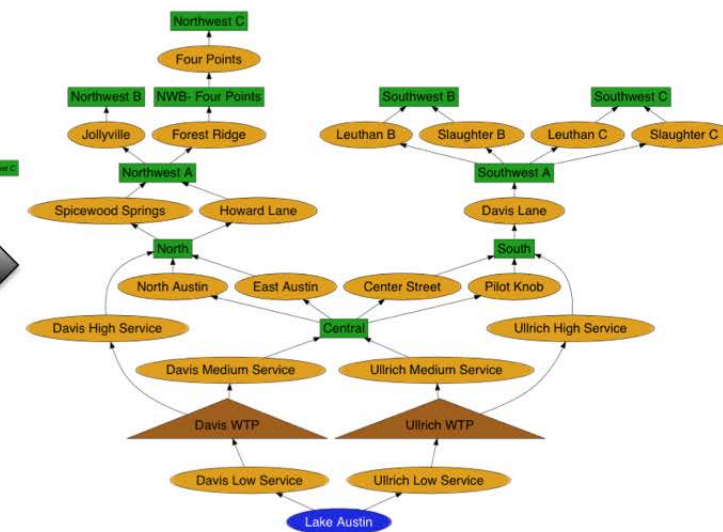 Northwest C
Four Points
Northwest B
NWB- Four Points
Southwest B
Southwest C
Jollyville
Forest Ridge
Leuthan B
Slaughter B
Leuthan C
Slaughter C
Northwest A
Southwest A
Spicewood Springs
Howard Lane
Davis Lane
North
South
North Austin
East Austin
Center Street
Pilot Knob
Davis High Service
Central
Ullrich High Service
Davis Medium Service
Ullrich Medium Service
Davis WTP
Ullrich WTP
Davis Low Service
Ullrich Low Service
Lake Austin